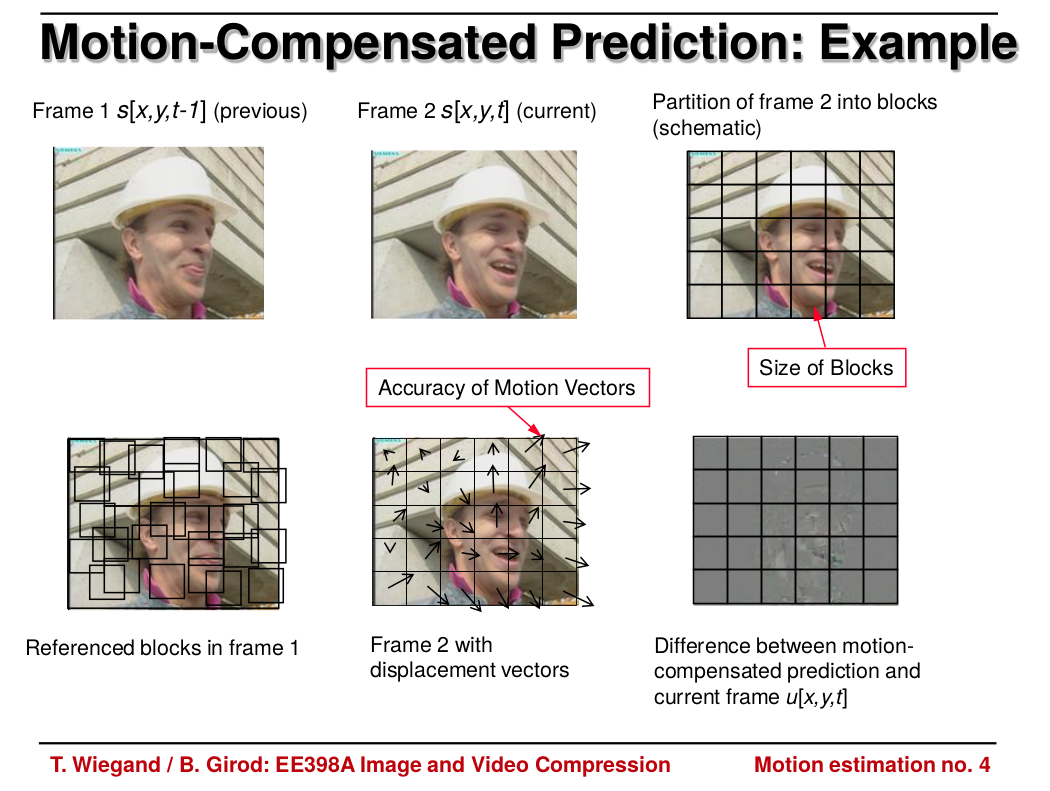 Motion-Compensated Prediction: Example
Frame 1 s[x,y,t-1] (previous)
Frame 2 s[x,y,t] (current)
Partition of frame 2 into blocks
(schematic)
SIEMENS
Size of Blocks
Accuracy of Motion Vectors
Referenced blocks in frame 1
Frame 2 with
displacement vectors
Difference between motion-
compensated prediction and
current frame u[x,y,t]
T. Wiegand / B. Girod: EE398A Image and Video Compression
Motion estimation no. 4